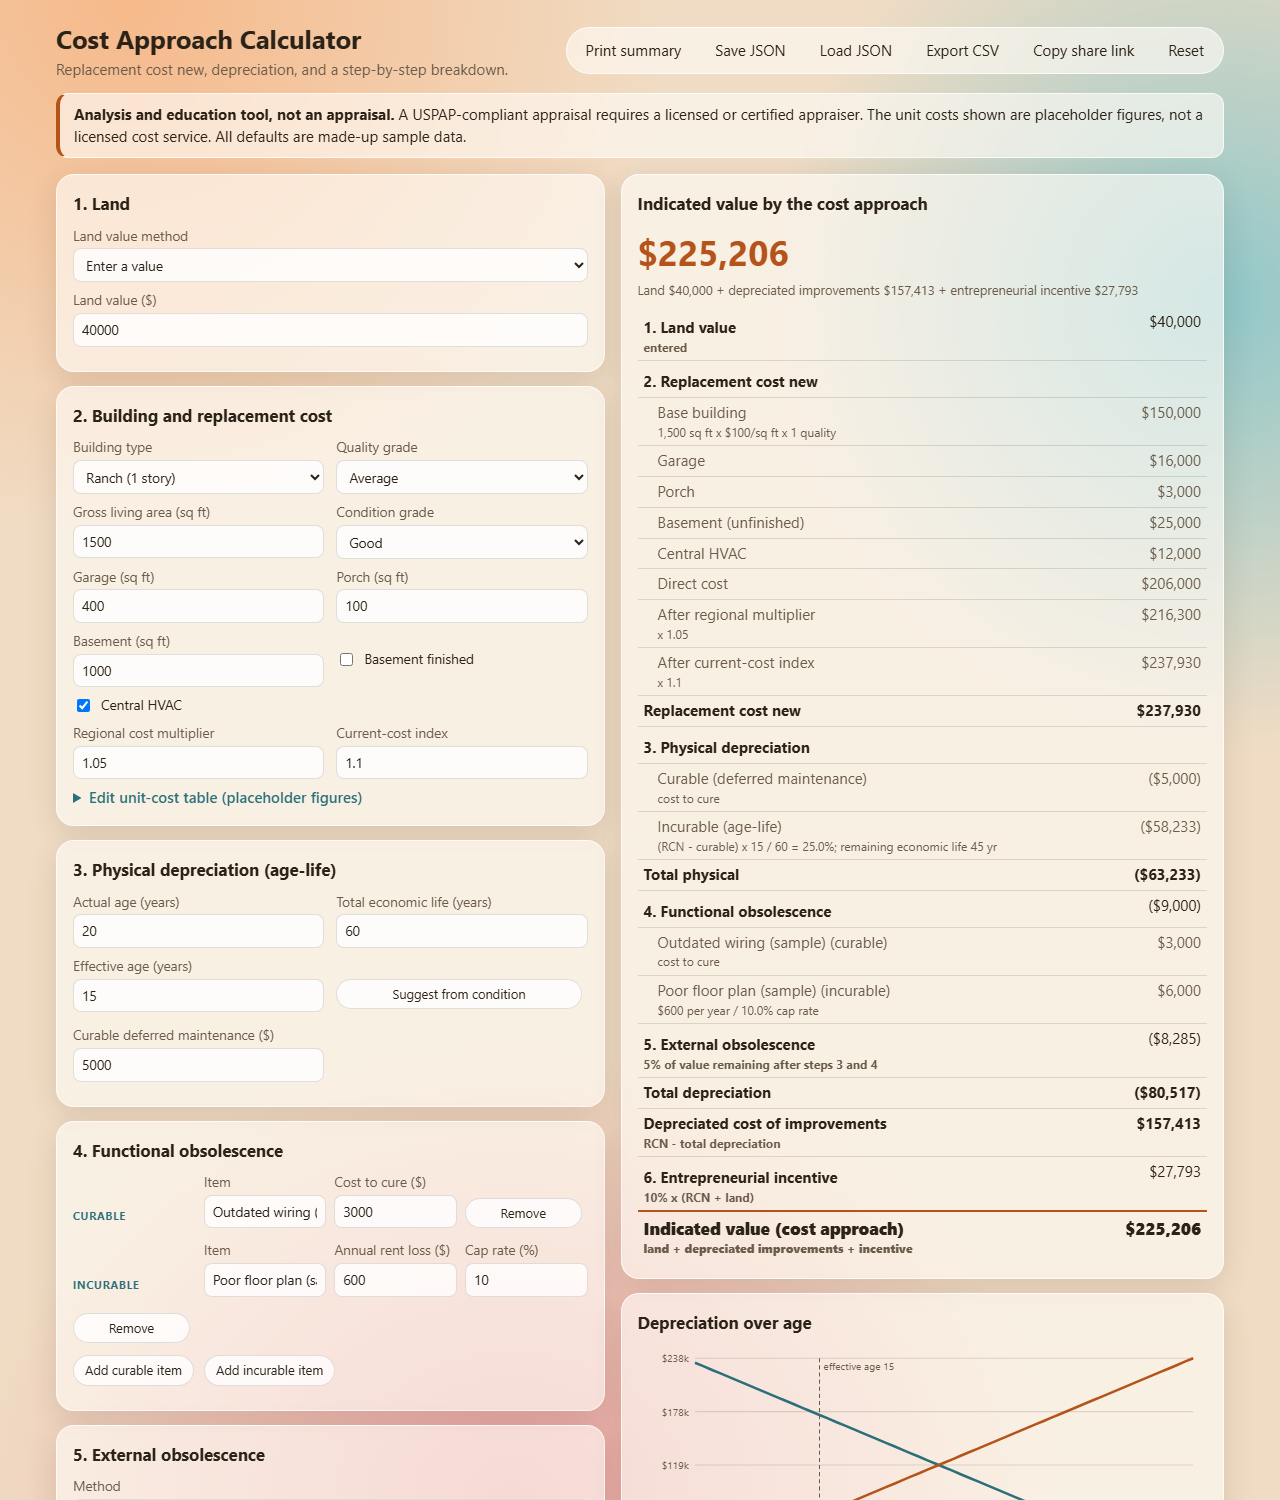 Cost Approach Calculator
Replacement cost new, depreciation, and a step-by-step breakdown.
Print summary
Save JSON
Load JSON
Export CSV
Copy share link
Reset
Analysis and education tool, not an appraisal. A USPAP-compliant appraisal requires a licensed or certified appraiser. The unit costs shown are placeholder figures, not a
licensed cost service. All defaults are made-up sample data.
1. Land
Land value method
Enter a value
Land value ($)
40000
2. Building and replacement cost
Building type
Quality grade
Ranch (1 story)
Average
Gross living area (sq ft)
Condition grade
1500
Good
Garage (sq ft)
Porch (sq ft)
400
100
Basement (sq ft)
1000
Basement finished
Central HVAC
Regional cost multiplier
Current-cost index
1.05
1.1
Edit unit-cost table (placeholder figures)
3. Physical depreciation (age-life)
Actual age (years)
Total economic life (years)
20
60
Effective age (years)
15
Suggest from condition
Curable deferred maintenance ($)
5000
4. Functional obsolescence
Item
Cost to cure ($)
CURABLE
Outdated wiring (
3000
Remove
Item
Annual rent loss ($)
Cap rate (%)
INCURABLE
Poor floor plan (sa
600
10
Remove
Add curable item
Add incurable item
5. External obsolescence
Method
Indicated value by the cost approach
$225,206
Land $40,000 + depreciated improvements $157,413 + entrepreneurial incentive $27,793
1. Land value $40,000
entered
2. Replacement cost new
Base building $150,000
1,500 sq ft x $100/sq ft x 1 quality
Garage $16,000
Porch $3,000
Basement (unfinished) $25,000
Central HVAC $12,000
Direct cost $206,000
After regional multiplier $216,300
x 1.05
After current-cost index $237,930
x 1.1
Replacement cost new $237,930
3. Physical depreciation
Curable (deferred maintenance) ($5,000)
cost to cure
Incurable (age-life) ($58,233)
(RCN - curable) x 15 / 60 = 25.0%; remaining economic life 45 yr
Total physical ($63,233)
4. Functional obsolescence ($9,000)
Outdated wiring (sample) (curable) $3,000
cost to cure
Poor floor plan (sample) (incurable) $6,000
$600 per year / 10.0% cap rate
5. External obsolescence ($8,285)
5% of value remaining after steps 3 and 4
Total depreciation ($80,517)
Depreciated cost of improvements $157,413
RCN - total depreciation
6. Entrepreneurial incentive $27,793
10% x (RCN + land)
Indicated value (cost approach) $225,206
land + depreciated improvements + incentive
Depreciation over age
$238k
effective age 15
$178k
$119k